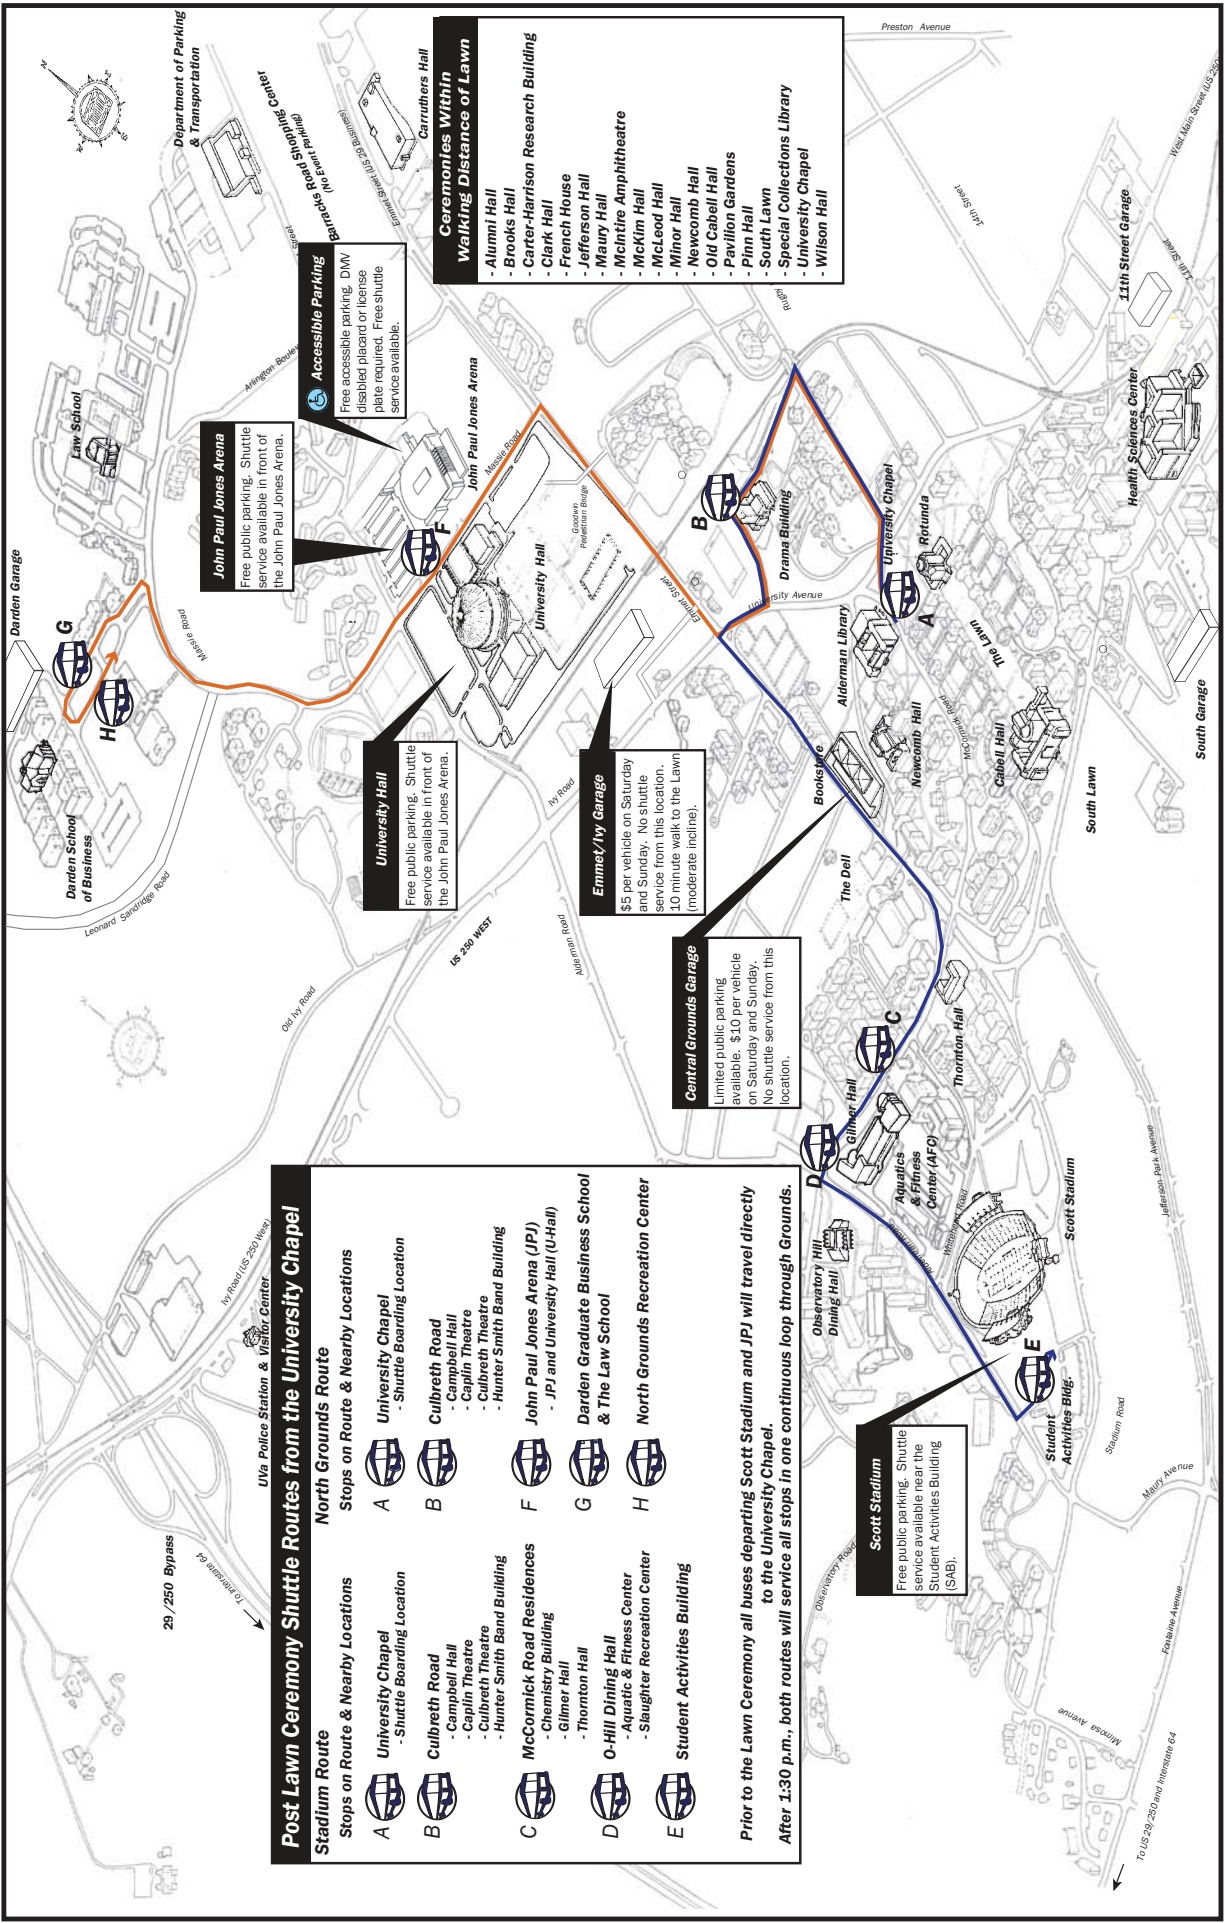 Post Lawn Ceremony Shuttle Routes from the University Chapel
Stadium Route
Stops on Route & Nearby Locations
A
University Chapel
- Shuttle Boarding Location
B
Culbreth Road
- Campbell Hall
- Caplin Theatre
- Culbreth Theatre
- Hunter Smith Band Building
C
McCormick Road Residences
- Chemistry Building
- Gilmer Hall
- Thornton Hall
D
O-Hill Dining Hall
- Aquatic & Fitness Center
- Slaughter Recreation Center
E
Student Activities Building
North Grounds Route
Stops on Route & Nearby Locations
A
University Chapel
- Shuttle Boarding Location
B
Culbreth Road
- Campbell Hall
- Caplin Theatre
- Culbreth Theatre
- Hunter Smith Band Building
F
John Paul Jones Arena (JPJ)
- JPJ and University Hall (U-Hall)
G
Darden Graduate Business School
& The Law School
H
North Grounds Recreation Center
Prior to the Lawn Ceremony all buses departing Scott Stadium and JPJ will travel directly
to the University Chapel.
After 1:30 p.m., both routes will service all stops in one continuous loop through Grounds.
Ceremonies Within
Walking Distance of Lawn
- Alumni Hall
- Brooks Hall
- Carter-Harrison Research Building
- Clark Hall
- French House
- Jefferson Hall
- Maury Hall
- McIntire Amphitheatre
- McKim Hall
- McLeod Hall
- Minor Hall
- Newcomb Hall
- Old Cabell Hall
- Pavilion Gardens
- Pinn Hall
- South Lawn
- Special Collections Library
- University Chapel
- Wilson Hall
John Paul Jones Arena
Free public parking. Shuttle
service available in front of
the John Paul Jones Arena.
Accessible Parking
Free accessible parking. DMV
disabled placard or license
plate required. Free shuttle
service available.
University Hall
Free public parking. Shuttle
service available in front of
the John Paul Jones Arena.
Emmet/Ivy Garage
$5 per vehicle on Saturday
and Sunday. No shuttle
service from this location.
10 minute walk to the Lawn
(moderate incline).
Central Grounds Garage
Limited public parking
available. $10 per vehicle
on Saturday and Sunday.
No shuttle service from this
location.
Scott Stadium
Free public parking. Shuttle
service available near the
Student Activities Building
(SAB).
Department of Parking
& Transportation
Barracks Road Shopping Center
(No Event Parking)
Emmet Street (US 29 Business)
Street
Carruthers Hall
Law School
Arlington Boulev
Darden Garage
G
H
Massie Road
Darden School
of Business
Leonard Sandridge Road
John Paul Jones Arena
Massie Road
F
University Hall
Goodwin
Pedestrian Bridge
Emmet Street
B
Drama Building
University Avenue
University Chapel
Rotunda
A
Alderman Library
The Lawn
Newcomb Hall
McCormick Road
Cabell Hall
South Lawn
South Garage
Bookstore
The Dell
Ivy Road
Alderman Road
US 250 WEST
Old Ivy Road
Ivy Road (US 250 West)
UVa Police Station & Visitor Center
29/250 Bypass
To Interstate 64
C
Thornton Hall
Gilmer Hall
D
Aquatics
& Fitness
Center (AFC)
Observatory Hill
Dining Hall
Alderman Road
Whitehead Road
Scott Stadium
E
Student
Activities Bldg.
Stadium Road
Maury Avenue
Jefferson Park Avenue
Observatory Road
Fontaine Avenue
Mimosa Avenue
To US 29/250 and Interstate 64
Preston Avenue
14th Street
Rugby
West Main Street (US 250
11th Street Garage
11th Street
Health Sciences Center
N